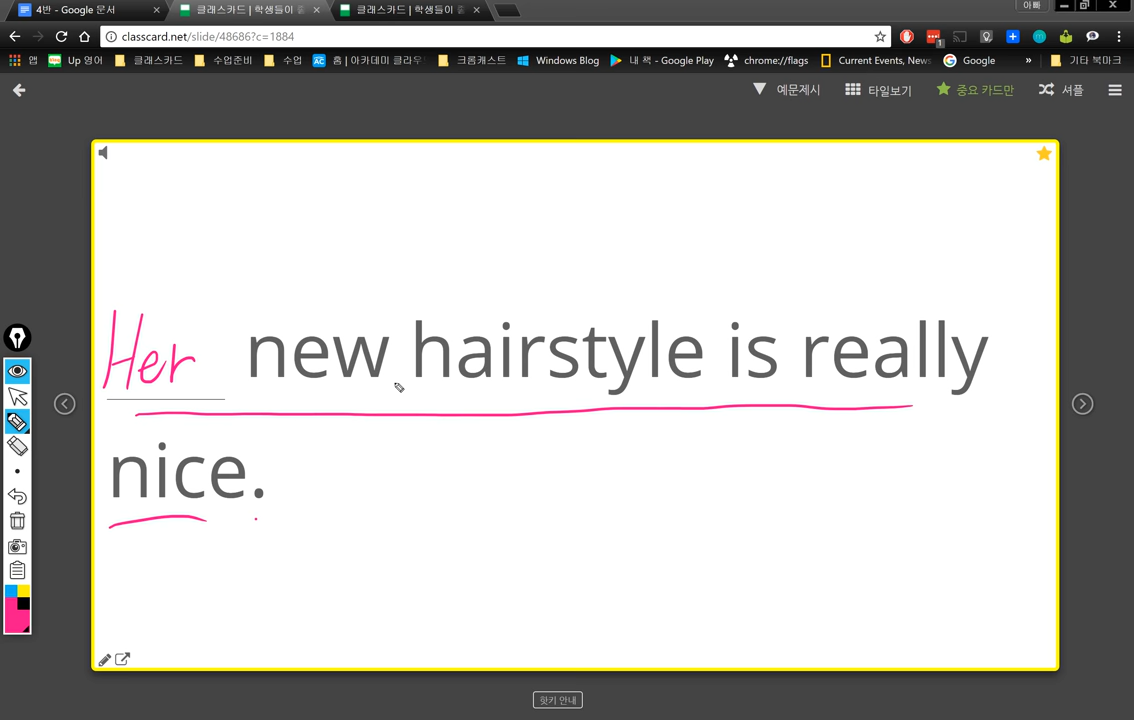 4반 - Google 문서
클래스카드 | 학생들이
클래스카드 | 학생들이
아빠
classcard.net/slide/48686?c=1884
앱 Up 영어 클래스카드 수업준비 수업 홈 | 아카데미 클라우 크롬캐스트 Windows Blog 내 책 - Google Play chrome://flags Current Events, News Google » 기타 북마크
예문제시 타일보기 중요 카드만 셔플
Her new hairstyle is really
nice.
핫키 안내